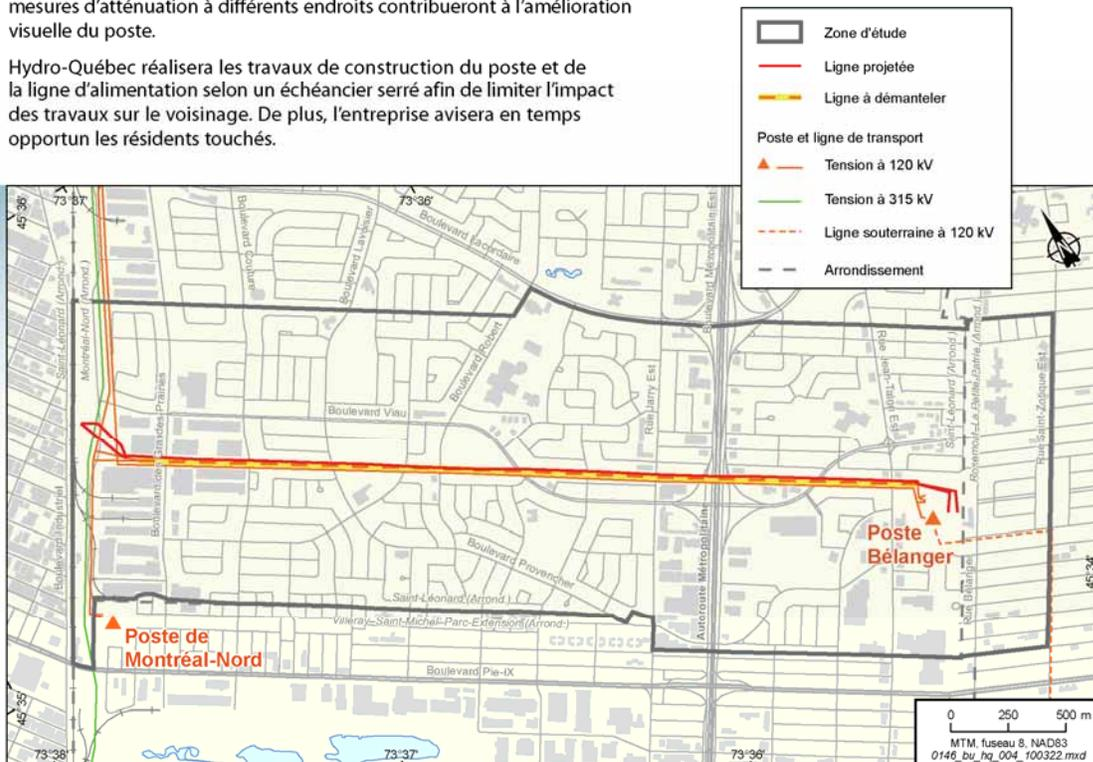 mesures d'atténuation à différents endroits contribueront à l'amélioration
visuelle du poste.
Hydro-Québec réalisera les travaux de construction du poste et de
la ligne d'alimentation selon un échéancier serré afin de limiter l'impact
des travaux sur le voisinage. De plus, l'entreprise avisera en temps
opportun les résidents touchés.
Zone d'étude
Ligne projetée
Ligne à démanteler
Poste et ligne de transport
Tension à 120 kV
Tension à 315 kV
Ligne souterraine à 120 kV
Arrondissement
45°36'
73°37'
73°36'
Boulevard Lacordaire
Boulevard Couture
Boulevard Lavoisier
Boulevard Métropolitain Est
Saint-Léonard (Arrond.)
Montréal-Nord (Arrond.)
Boulevard Robert
Boulevard des Grandes-Prairies
Boulevard Viau
Rue Jarry Est
Rue Jean-Talon Est
Saint-Léonard (Arrond.)
Rosemont–La Petite-Patrie (Arrond.)
Rue Saint-Zotique Est
Boulevard Industriel
Poste
Bélanger
Boulevard Provencher
Autoroute Métropolitaine
Rue Bélanger
45°34'
Saint-Léonard (Arrond.)
Villeray–Saint-Michel–Parc-Extension (Arrond.)
Poste de
Montréal-Nord
Boulevard Pie-IX
45°35'
73°38'
73°37'
73°36'
0 250 500 m
MTM, fuseau 8, NAD83
0146_bu_hq_004_100322.mxd